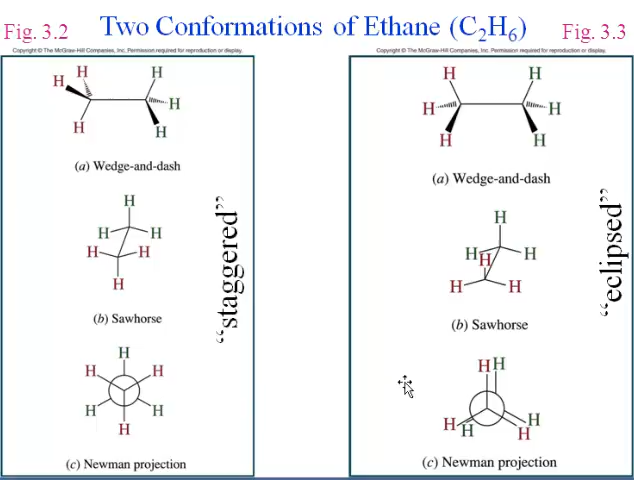 Fig. 3.2
Two Conformations of Ethane (C₂H₆)
Fig. 3.3
Copyright © The McGraw-Hill Companies, Inc. Permission required for reproduction or display.
H H H
H
H H
(a) Wedge-and-dash
H
H H
H H
H
(b) Sawhorse
H
H H
H H
H
(c) Newman projection
“staggered”
Copyright © The McGraw-Hill Companies, Inc. Permission required for reproduction or display.
H H
H H
H H
(a) Wedge-and-dash
H
H H
H
H H
(b) Sawhorse
H H
H H
H H
(c) Newman projection
“eclipsed”